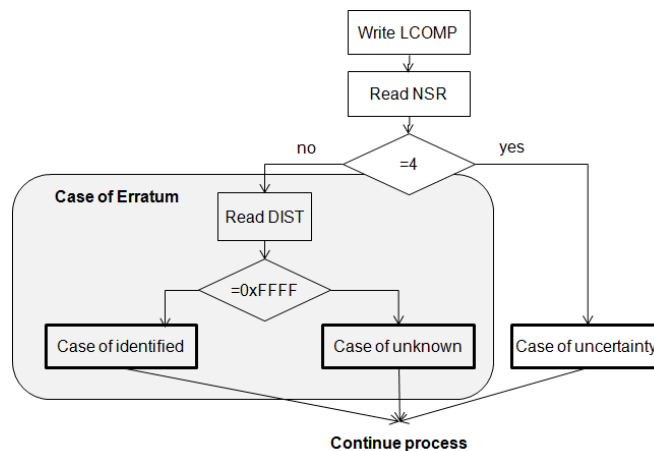 Write LCOMP
Read NSR
no
=4
yes
Case of Erratum
Read DIST
=0xFFFF
Case of identified
Case of unknown
Case of uncertainty
Continue process